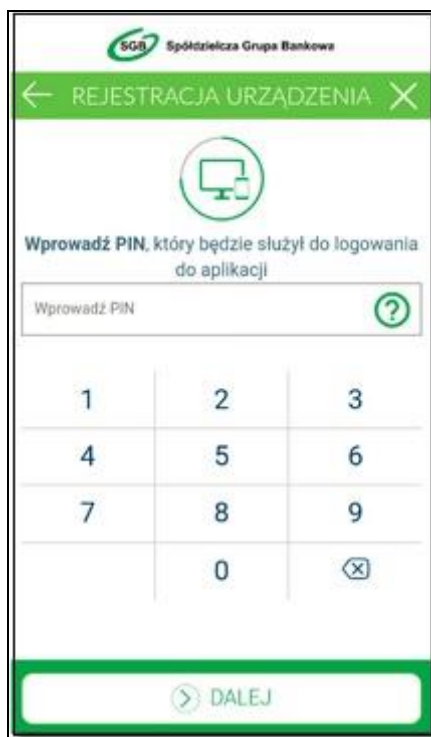 SGB Spółdzielcza Grupa Bankowa
REJESTRACJA URZĄDZENIA
Wprowadź PIN, który będzie służył do logowania
do aplikacji
Wprowadź PIN
1 2 3
4 5 6
7 8 9
0
DALEJ